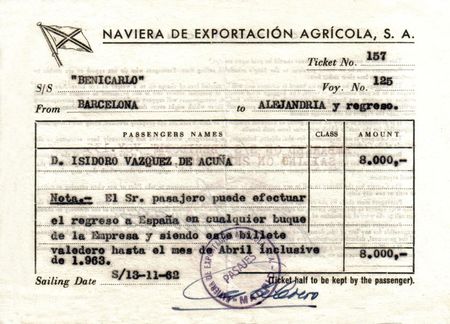 NAVIERA DE EXPORTACIÓN AGRÍCOLA, S. A.
Ticket No. 157
S/S "BENICARLO" Voy. No. 125
From BARCELONA to ALEJANDRIA y regreso.
PASSENGERS NAMES CLASS AMOUNT
D. ISIDORO VAZQUEZ DE ACUÑA 8.000,-
Nota.- El Sr. pasajero puede efectuar
el regreso a España en cualquier buque
de la Empresa y siendo este billete
valedero hasta el mes de Abril inclusive
de 1.963. 8.000,-
Sailing Date S/13-11-62 (Ticket half to be kept by the passenger).
PASAJES